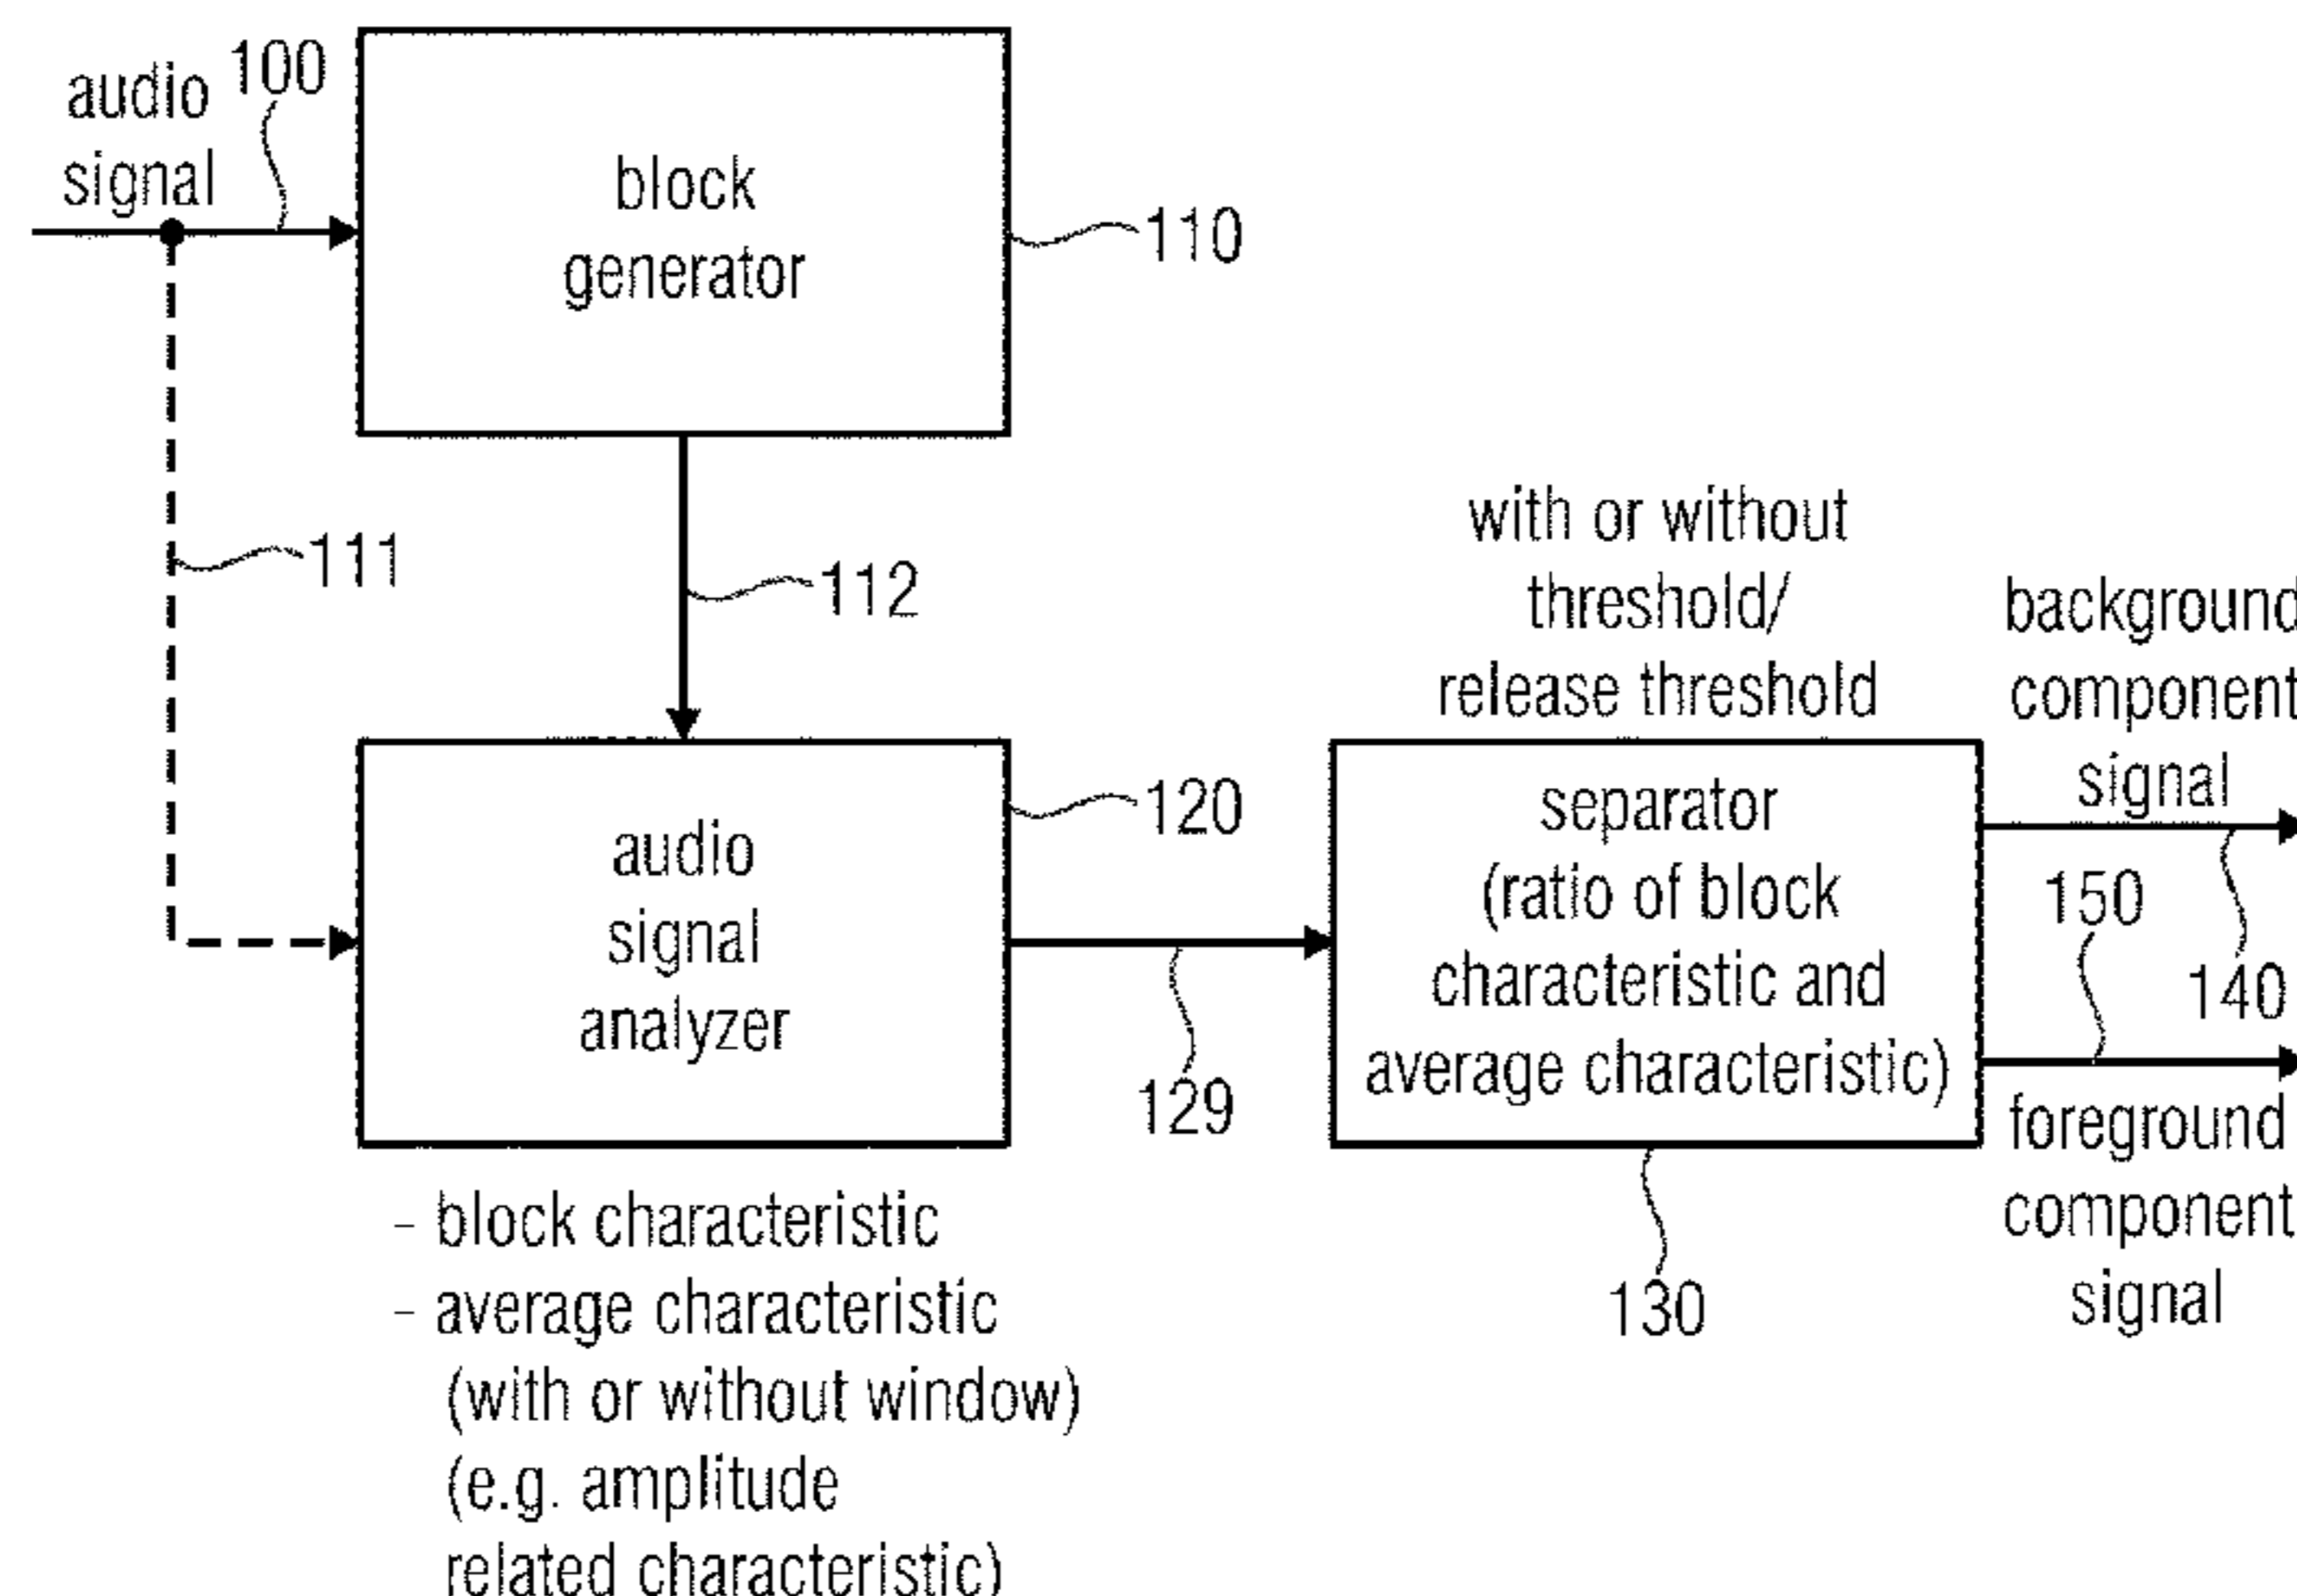 audio
signal
100
block
generator
110
111
112
with or without
threshold/
release threshold
background
component
signal
audio
signal
analyzer
120
129
separator
(ratio of block
characteristic and
average characteristic)
130
140
150
foreground
component
signal
- block characteristic
- average characteristic
(with or without window)
(e.g. amplitude
related characteristic)